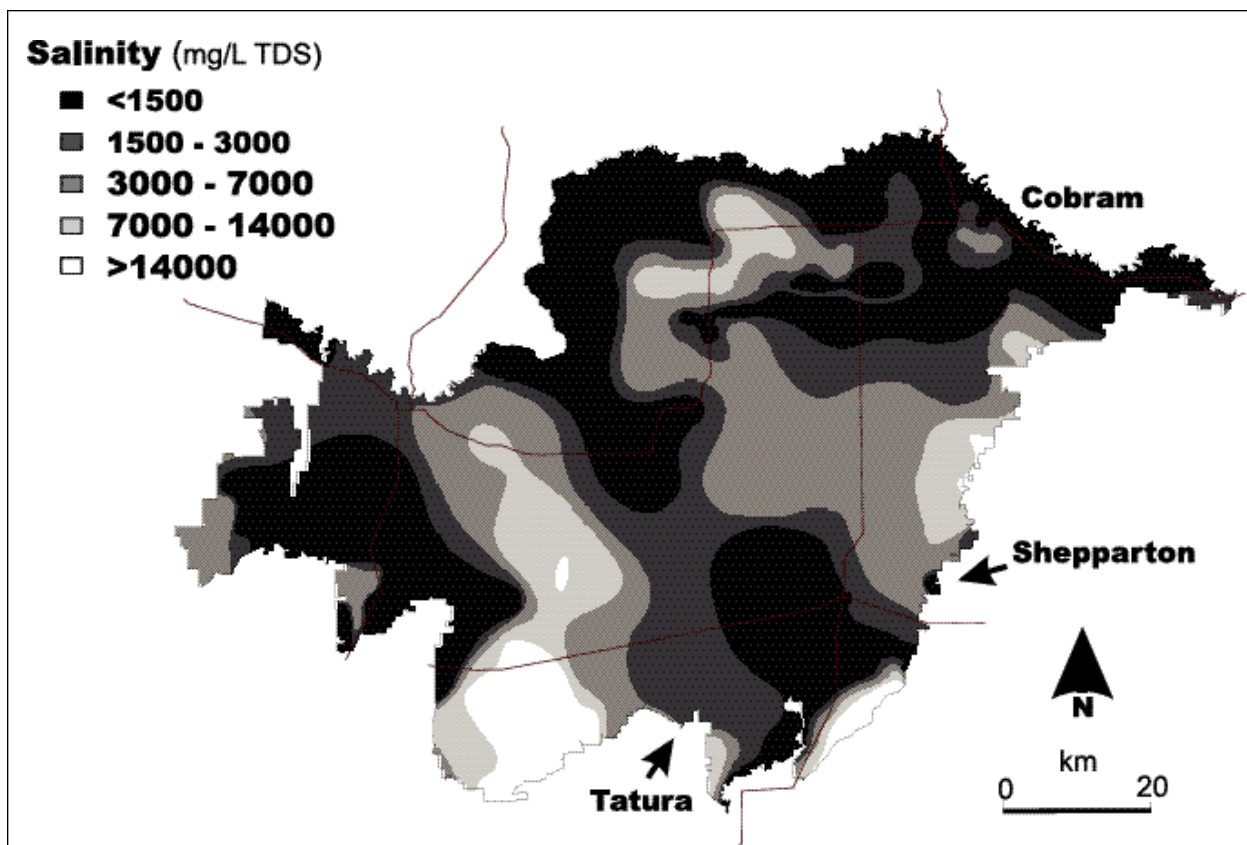 Salinity (mg/L TDS)
<1500
1500 - 3000
3000 - 7000
7000 - 14000
>14000
Cobram
Shepparton
Tatura
N
km
0 20